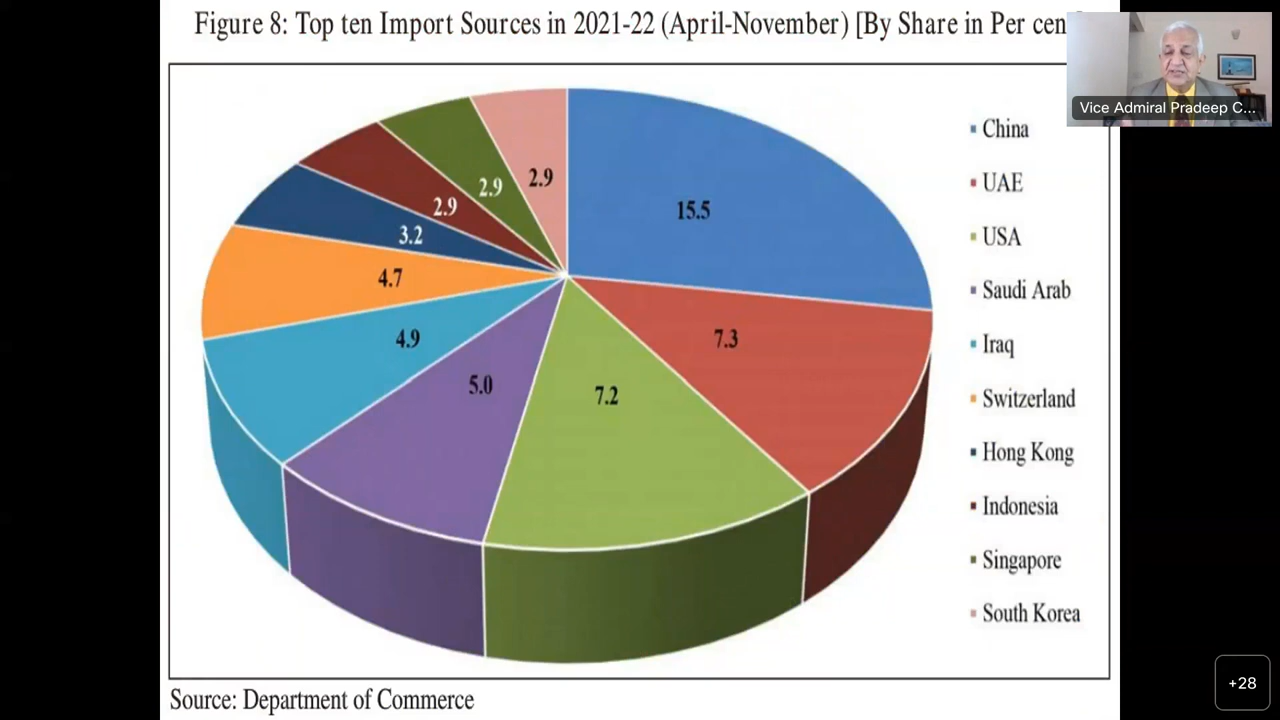 Figure 8: Top ten Import Sources in 2021-22 (April-November) [By Share in Per cen
Vice Admiral Pradeep C...
China
UAE
USA
Saudi Arab
Iraq
Switzerland
Hong Kong
Indonesia
Singapore
South Korea
15.5
7.3
7.2
5.0
4.9
4.7
3.2
2.9
2.9
2.9
Source: Department of Commerce
+28